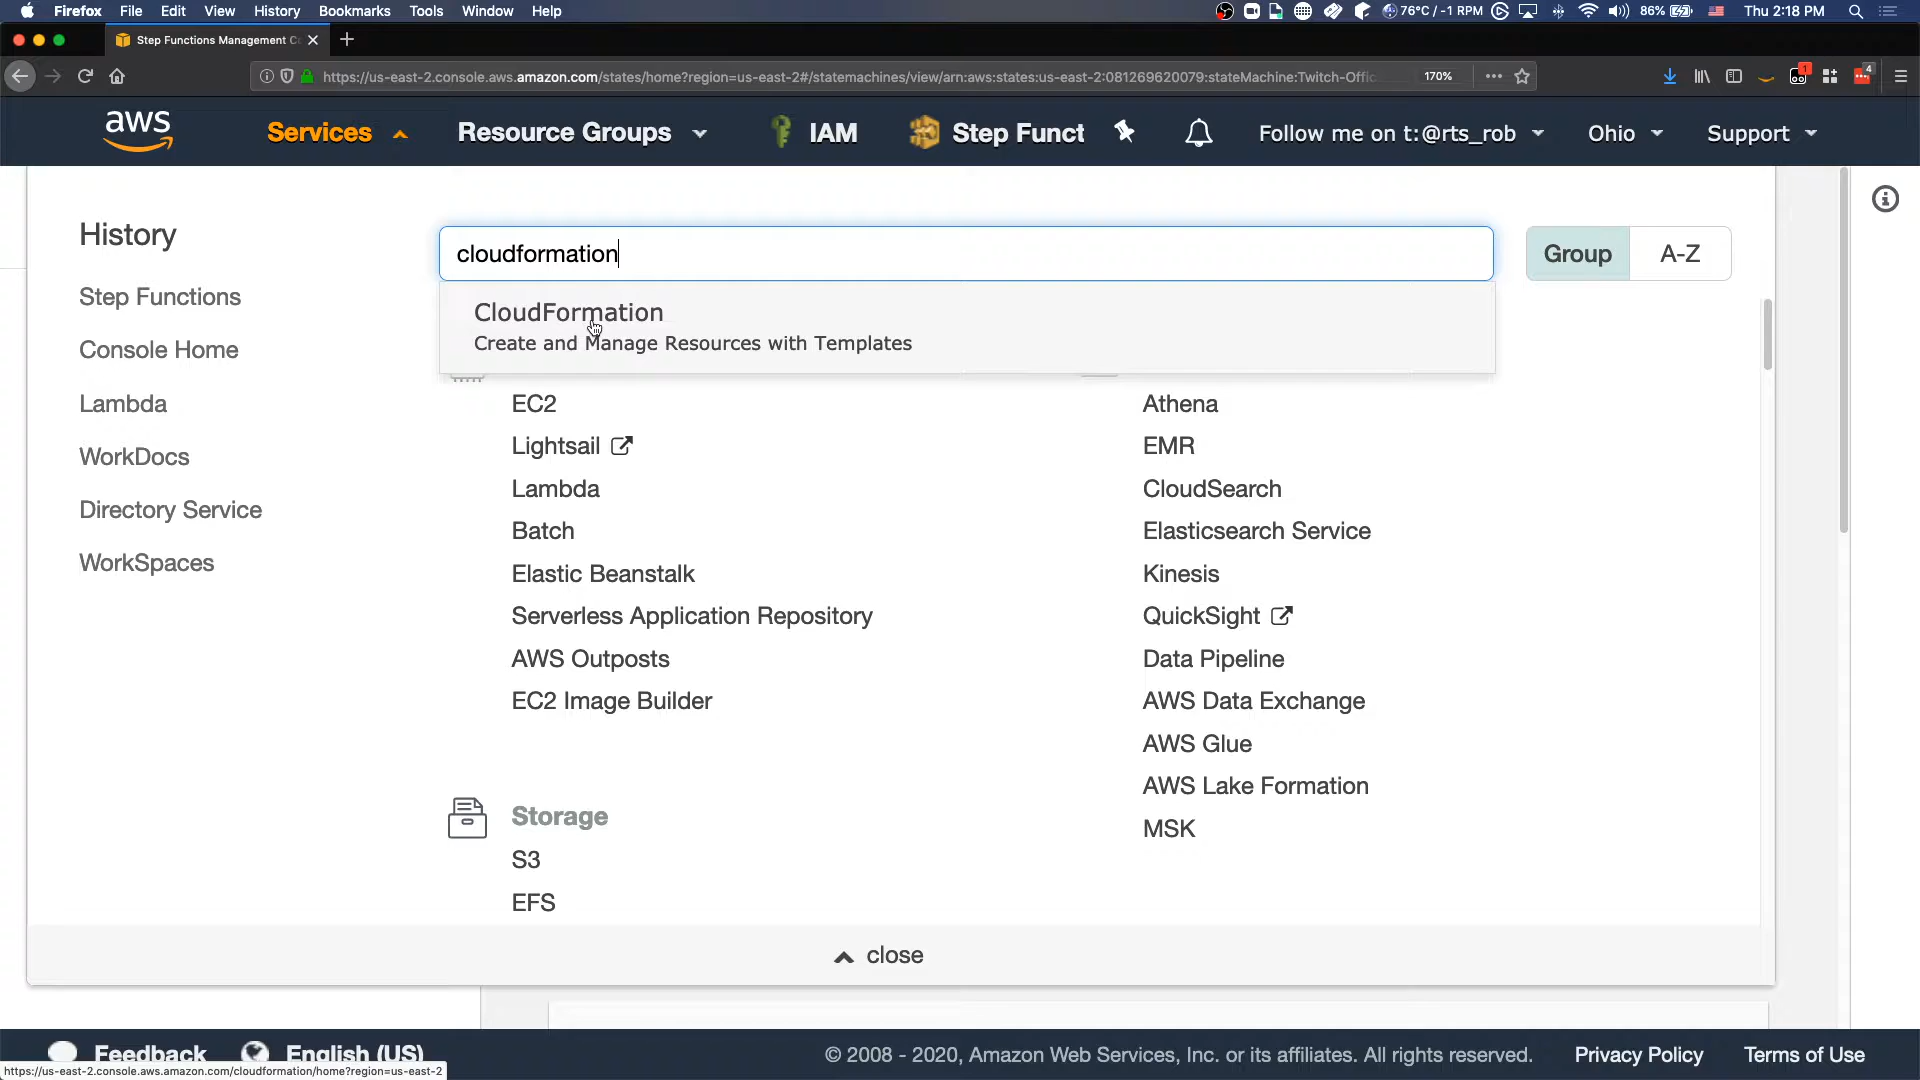 Firefox File Edit View History Bookmarks Tools Window Help 76°C / -1 RPM 86% Thu 2:18 PM
Step Functions Management C
https://us-east-2.console.aws.amazon.com/states/home?region=us-east-2#/statemachines/view/arn:aws:states:us-east-2:081269620079:stateMachine:Twitch-Offic 170% 1 4
aws Services Resource Groups IAM Step Funct Follow me on t:@rts_rob Ohio Support
History
cloudformation
Group A-Z
CloudFormation
Create and Manage Resources with Templates
Step Functions
Console Home
Lambda
WorkDocs
Directory Service
WorkSpaces
EC2
Lightsail
Lambda
Batch
Elastic Beanstalk
Serverless Application Repository
AWS Outposts
EC2 Image Builder
Storage
S3
EFS
Athena
EMR
CloudSearch
Elasticsearch Service
Kinesis
QuickSight
Data Pipeline
AWS Data Exchange
AWS Glue
AWS Lake Formation
MSK
close
Feedback English (US) © 2008 - 2020, Amazon Web Services, Inc. or its affiliates. All rights reserved. Privacy Policy Terms of Use
https://us-east-2.console.aws.amazon.com/cloudformation/home?region=us-east-2